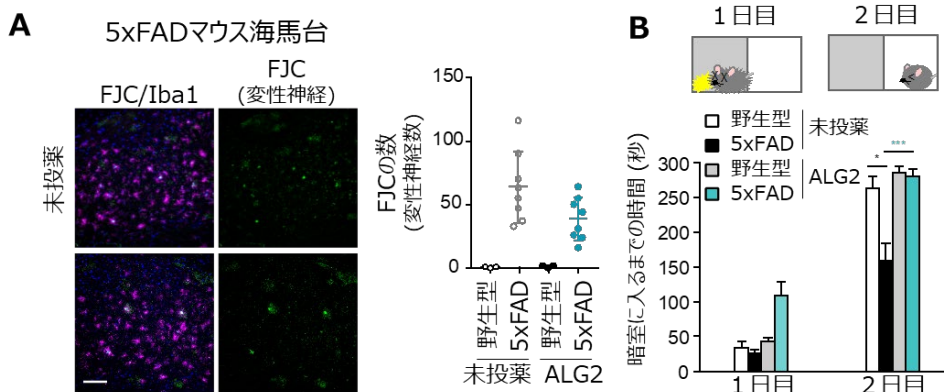 A
5xFADマウス海馬台
FJC/Iba1
FJC
(変性神経)
未投薬
FJCの数
(変性神経数)
150
100
50
0
野生型
5xFAD
野生型
5xFAD
未投薬
ALG2
B
1日目
2日目
野生型
5xFAD
未投薬
野生型
5xFAD
ALG2
*
***
暗室に入るまでの時間 (秒)
300
250
200
150
100
50
0
1日目
2日目